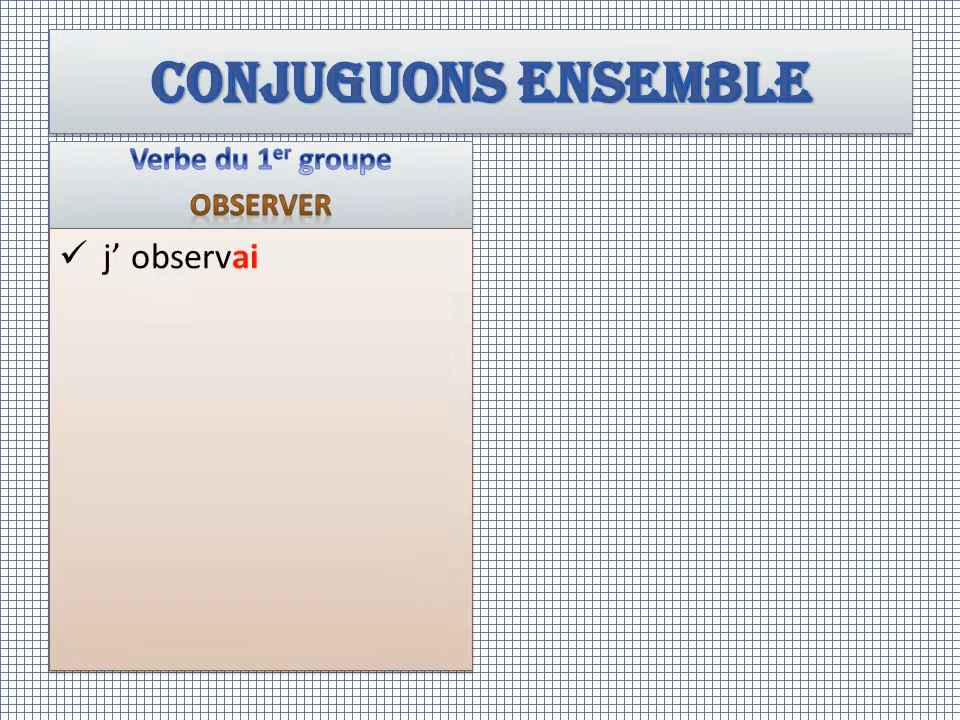 CONJUGUONS ENSEMBLE
Verbe du 1er groupe
OBSERVER
✓ j’ observai